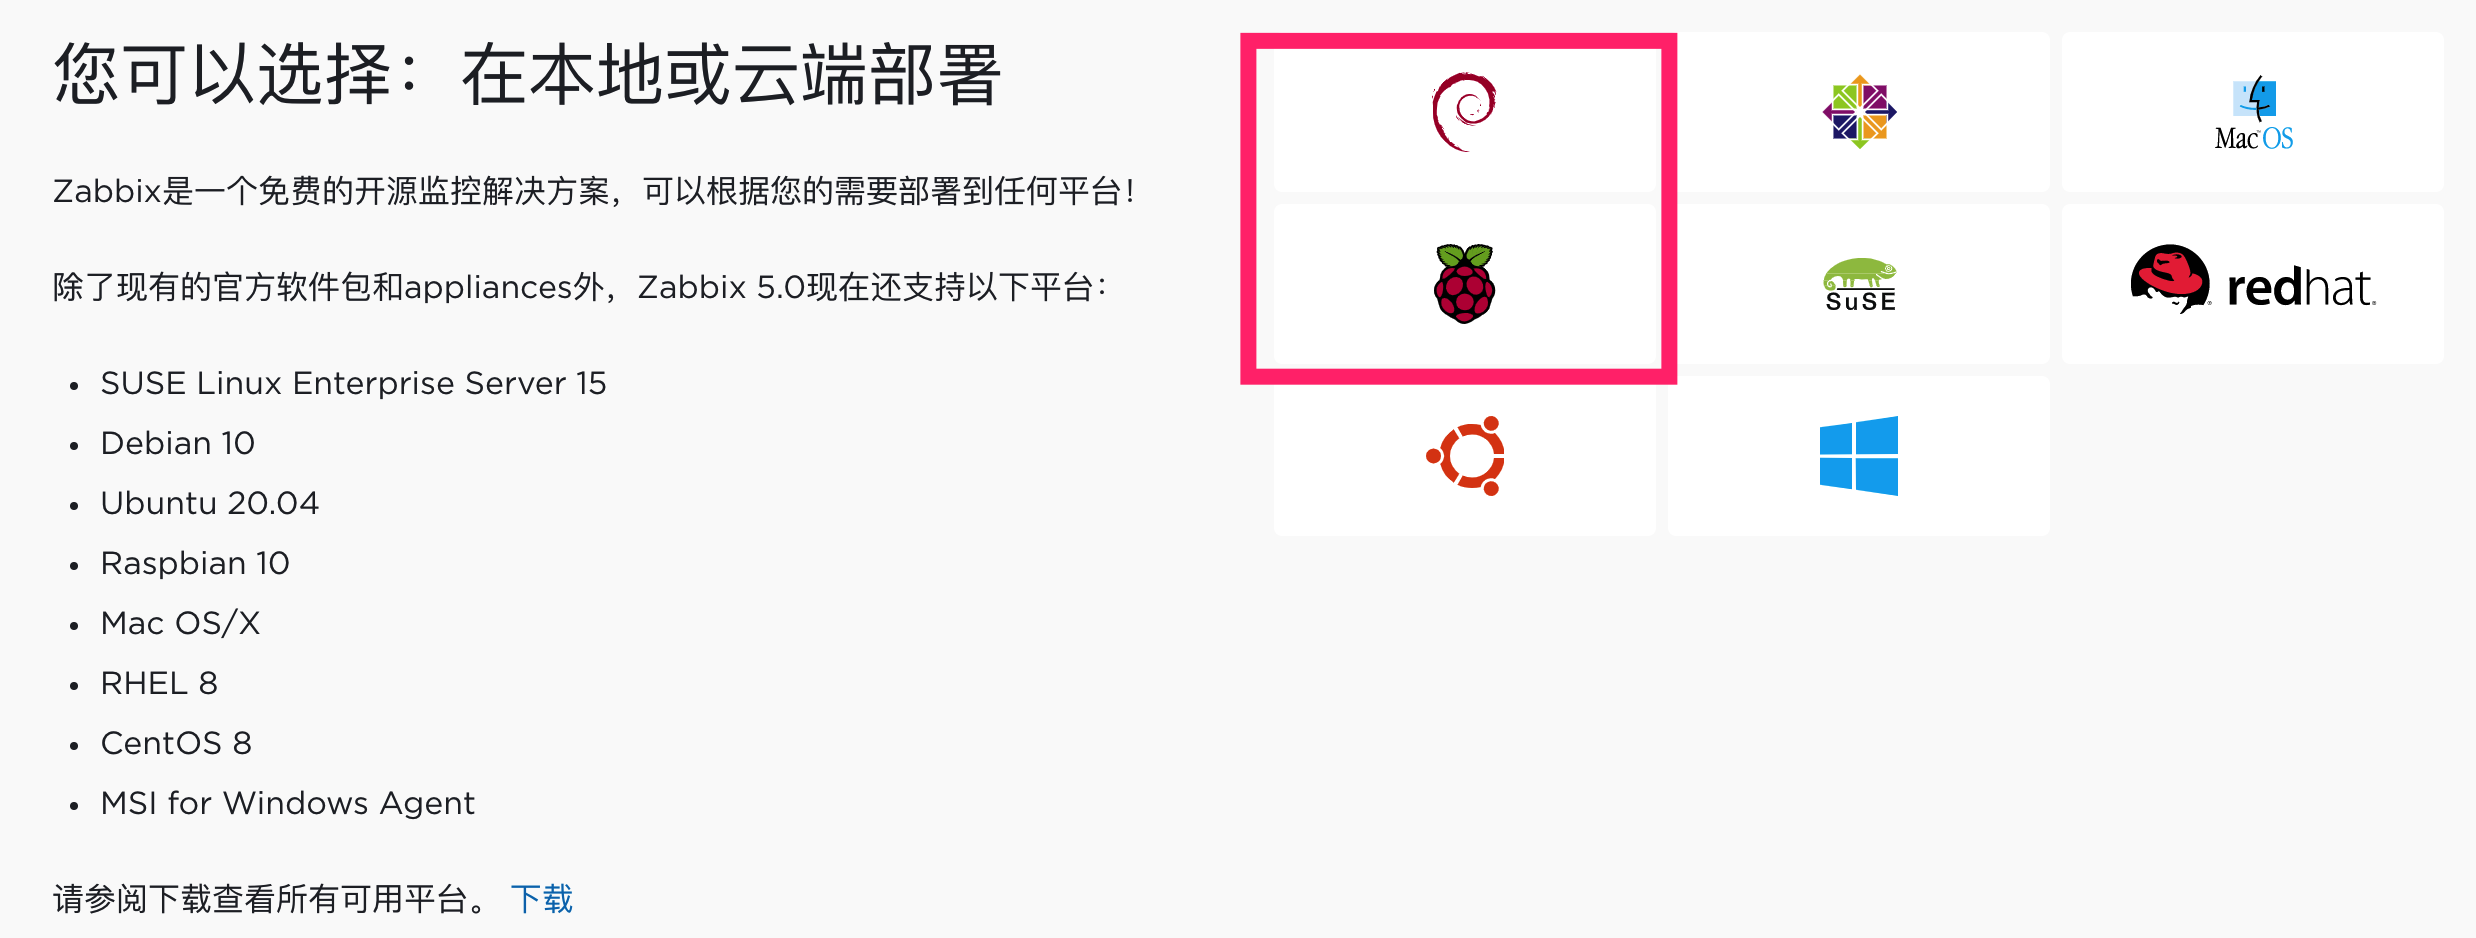 您可以选择：在本地或云端部署
Zabbix是一个免费的开源监控解决方案，可以根据您的需要部署到任何平台！
除了现有的官方软件包和appliances外，Zabbix 5.0现在还支持以下平台：
SUSE Linux Enterprise Server 15
Debian 10
Ubuntu 20.04
Raspbian 10
Mac OS/X
RHEL 8
CentOS 8
MSI for Windows Agent
请参阅下载查看所有可用平台。 下载
Mac OS
SuSE
redhat.